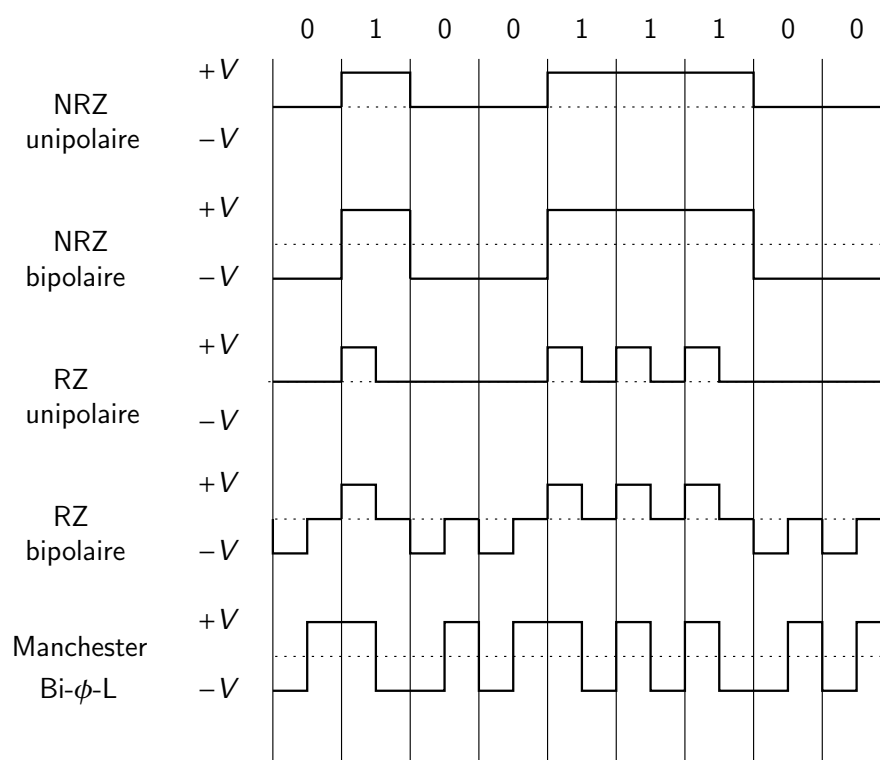 0 1 0 0 1 1 1 0 0
+V
NRZ
unipolaire
−V
+V
NRZ
bipolaire
−V
+V
RZ
unipolaire
−V
+V
RZ
bipolaire
−V
+V
Manchester
Bi-ϕ-L
−V